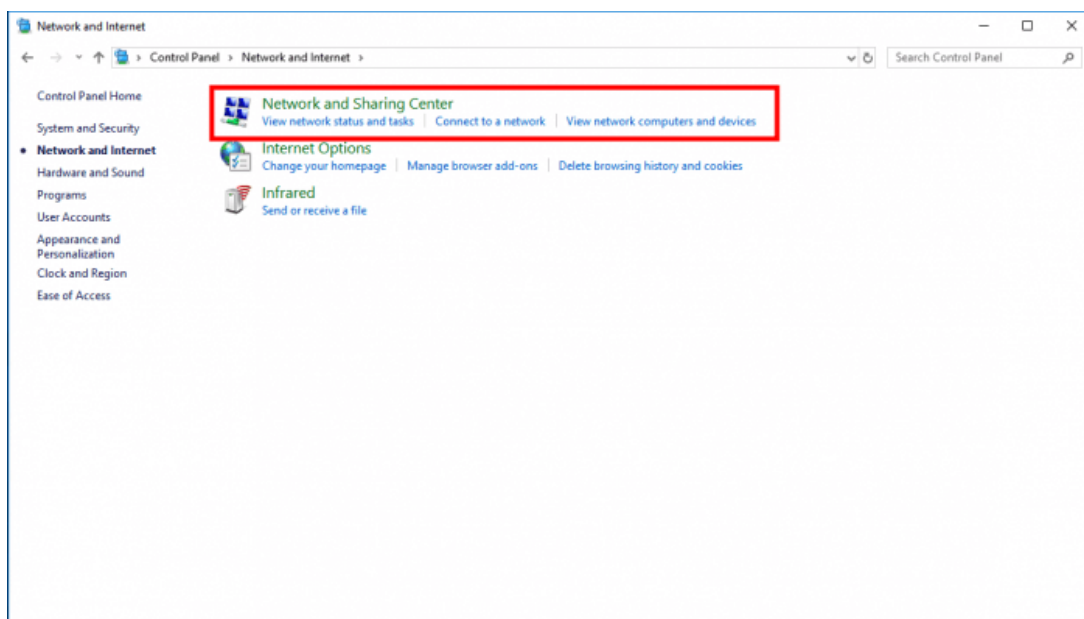 Network and Internet
Control Panel > Network and Internet >
Search Control Panel
Control Panel Home
System and Security
Network and Internet
Hardware and Sound
Programs
User Accounts
Appearance and
Personalization
Clock and Region
Ease of Access
Network and Sharing Center
View network status and tasks
Connect to a network
View network computers and devices
Internet Options
Change your homepage
Manage browser add-ons
Delete browsing history and cookies
Infrared
Send or receive a file